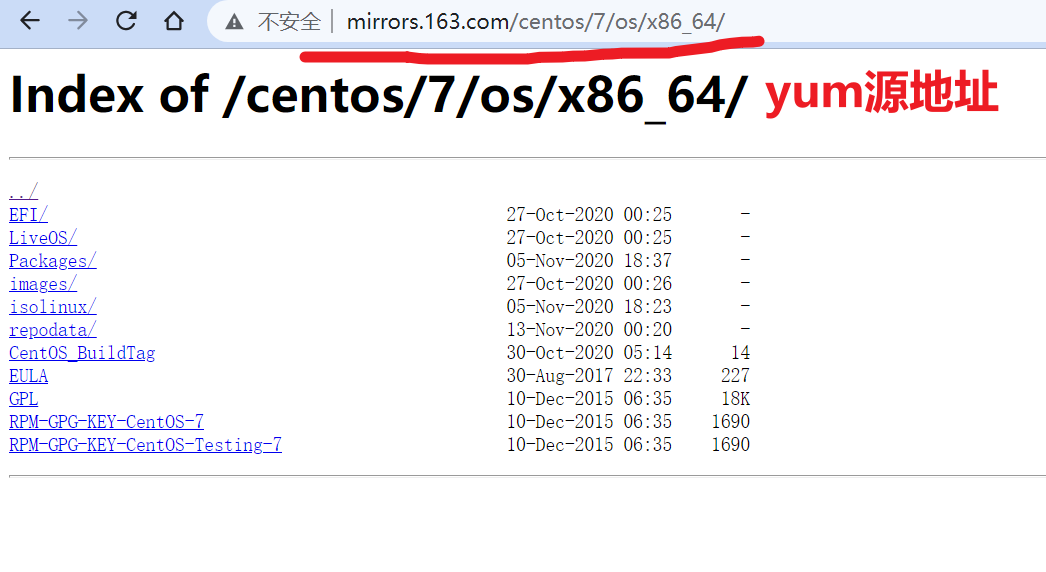 不安全 | mirrors.163.com/centos/7/os/x86_64/
Index of /centos/7/os/x86_64/ yum源地址
../
EFI/ 27-Oct-2020 00:25 -
LiveOS/ 27-Oct-2020 00:25 -
Packages/ 05-Nov-2020 18:37 -
images/ 27-Oct-2020 00:26 -
isolinux/ 05-Nov-2020 18:23 -
repodata/ 13-Nov-2020 00:20 -
CentOS_BuildTag 30-Oct-2020 05:14 14
EULA 30-Aug-2017 22:33 227
GPL 10-Dec-2015 06:35 18K
RPM-GPG-KEY-CentOS-7 10-Dec-2015 06:35 1690
RPM-GPG-KEY-CentOS-Testing-7 10-Dec-2015 06:35 1690